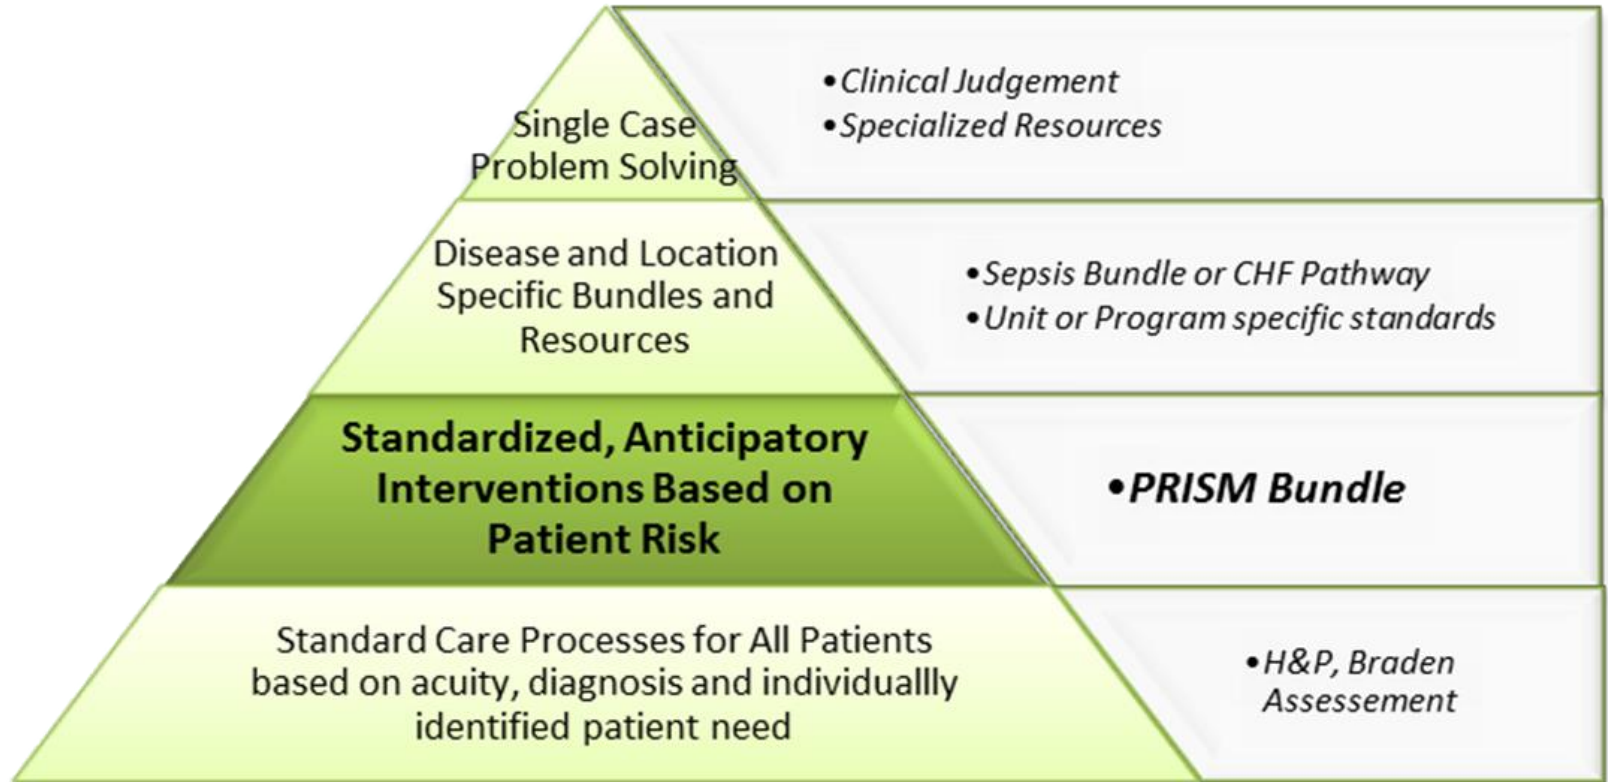 Single Case
Problem Solving
•Clinical Judgement
•Specialized Resources
Disease and Location
Specific Bundles and
Resources
•Sepsis Bundle or CHF Pathway
•Unit or Program specific standards
Standardized, Anticipatory
Interventions Based on
Patient Risk
•PRISM Bundle
Standard Care Processes for All Patients
based on acuity, diagnosis and individuallly
identified patient need
•H&P, Braden
Assessement